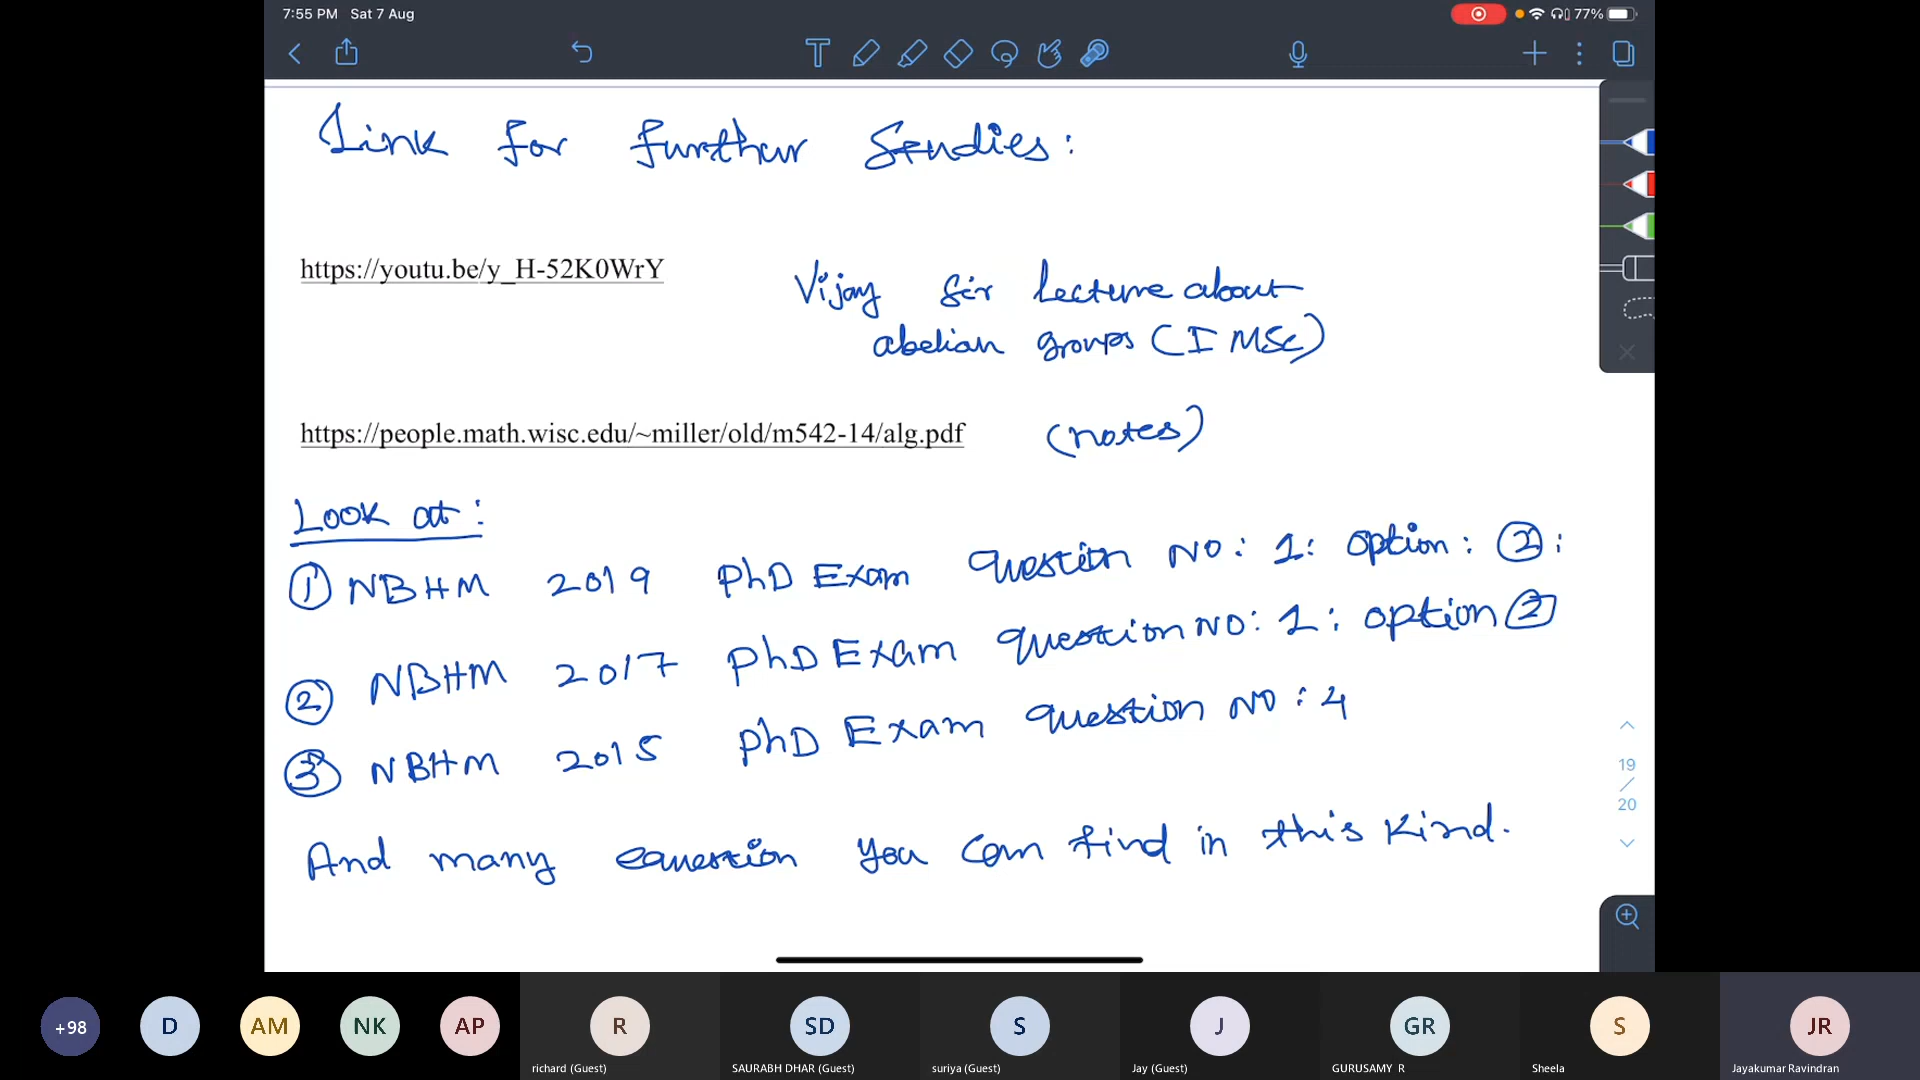 7:55 PM Sat 7 Aug
77%
Link for Further Studies:
https://youtu.be/y_H-52K0WrY
Vijay Sir Lecture about
abelian groups (I MSc)
https://people.math.wisc.edu/~miller/old/m542-14/alg.pdf (notes)
Look at:
① NBHM 2019 PhD Exam Question NO: 1: option: ②:
② NBHM 2017 PhD Exam question NO: 1: option ②
③ NBHM 2015 PhD Exam question NO: 4
And many question you can find in this kind.
19
/
20
+98 D AM NK AP R SD S J GR S JR
richard (Guest) SAURABH DHAR (Guest) suriya (Guest) Jay (Guest) GURUSAMY R Sheela Jayakumar Ravindran